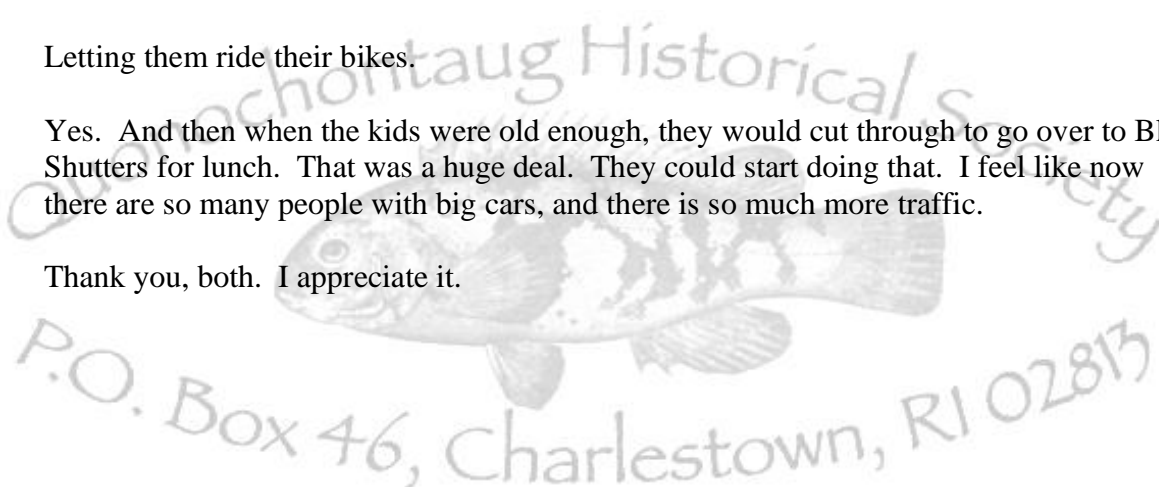 Quonochontaug Historical Society
Letting them ride their bikes.
Yes. And then when the kids were old enough, they would cut through to go over to
Shutters for lunch. That was a huge deal. They could start doing that. I feel like now
there are so many people with big cars, and there is so much more traffic.
Thank you, both. I appreciate it.
P.O. Box 46, Charlestown, RI 02813